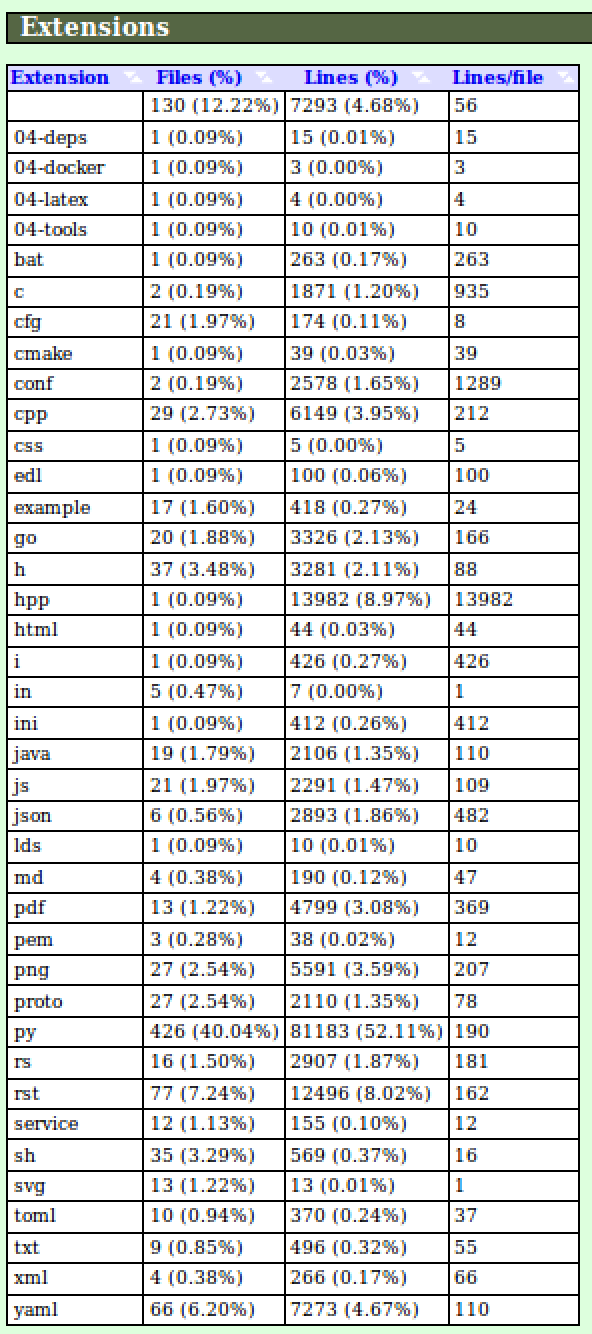 Extensions
Extension Files (%) Lines (%) Lines/file
130 (12.22%) 7293 (4.68%) 56
04-deps 1 (0.09%) 15 (0.01%) 15
04-docker 1 (0.09%) 3 (0.00%) 3
04-latex 1 (0.09%) 4 (0.00%) 4
04-tools 1 (0.09%) 10 (0.01%) 10
bat 1 (0.09%) 263 (0.17%) 263
c 2 (0.19%) 1871 (1.20%) 935
cfg 21 (1.97%) 174 (0.11%) 8
cmake 1 (0.09%) 39 (0.03%) 39
conf 2 (0.19%) 2578 (1.65%) 1289
cpp 29 (2.73%) 6149 (3.95%) 212
css 1 (0.09%) 5 (0.00%) 5
edl 1 (0.09%) 100 (0.06%) 100
example 17 (1.60%) 418 (0.27%) 24
go 20 (1.88%) 3326 (2.13%) 166
h 37 (3.48%) 3281 (2.11%) 88
hpp 1 (0.09%) 13982 (8.97%) 13982
html 1 (0.09%) 44 (0.03%) 44
i 1 (0.09%) 426 (0.27%) 426
in 5 (0.47%) 7 (0.00%) 1
ini 1 (0.09%) 412 (0.26%) 412
java 19 (1.79%) 2106 (1.35%) 110
js 21 (1.97%) 2291 (1.47%) 109
json 6 (0.56%) 2893 (1.86%) 482
lds 1 (0.09%) 10 (0.01%) 10
md 4 (0.38%) 190 (0.12%) 47
pdf 13 (1.22%) 4799 (3.08%) 369
pem 3 (0.28%) 38 (0.02%) 12
png 27 (2.54%) 5591 (3.59%) 207
proto 27 (2.54%) 2110 (1.35%) 78
py 426 (40.04%) 81183 (52.11%) 190
rs 16 (1.50%) 2907 (1.87%) 181
rst 77 (7.24%) 12496 (8.02%) 162
service 12 (1.13%) 155 (0.10%) 12
sh 35 (3.29%) 569 (0.37%) 16
svg 13 (1.22%) 13 (0.01%) 1
toml 10 (0.94%) 370 (0.24%) 37
txt 9 (0.85%) 496 (0.32%) 55
xml 4 (0.38%) 266 (0.17%) 66
yaml 66 (6.20%) 7273 (4.67%) 110